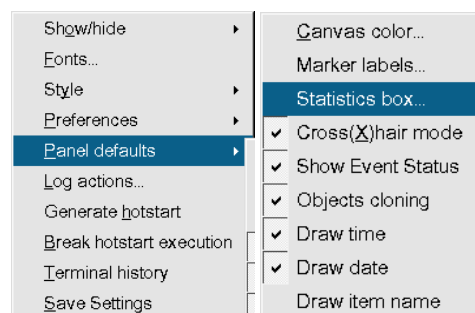 Show/hide
Fonts...
Style
Preferences
Panel defaults
Log actions...
Generate hotstart
Break hotstart execution
Terminal history
Save Settings
Canvas color...
Marker labels...
Statistics box...
Cross(X)hair mode
Show Event Status
Objects cloning
Draw time
Draw date
Draw item name